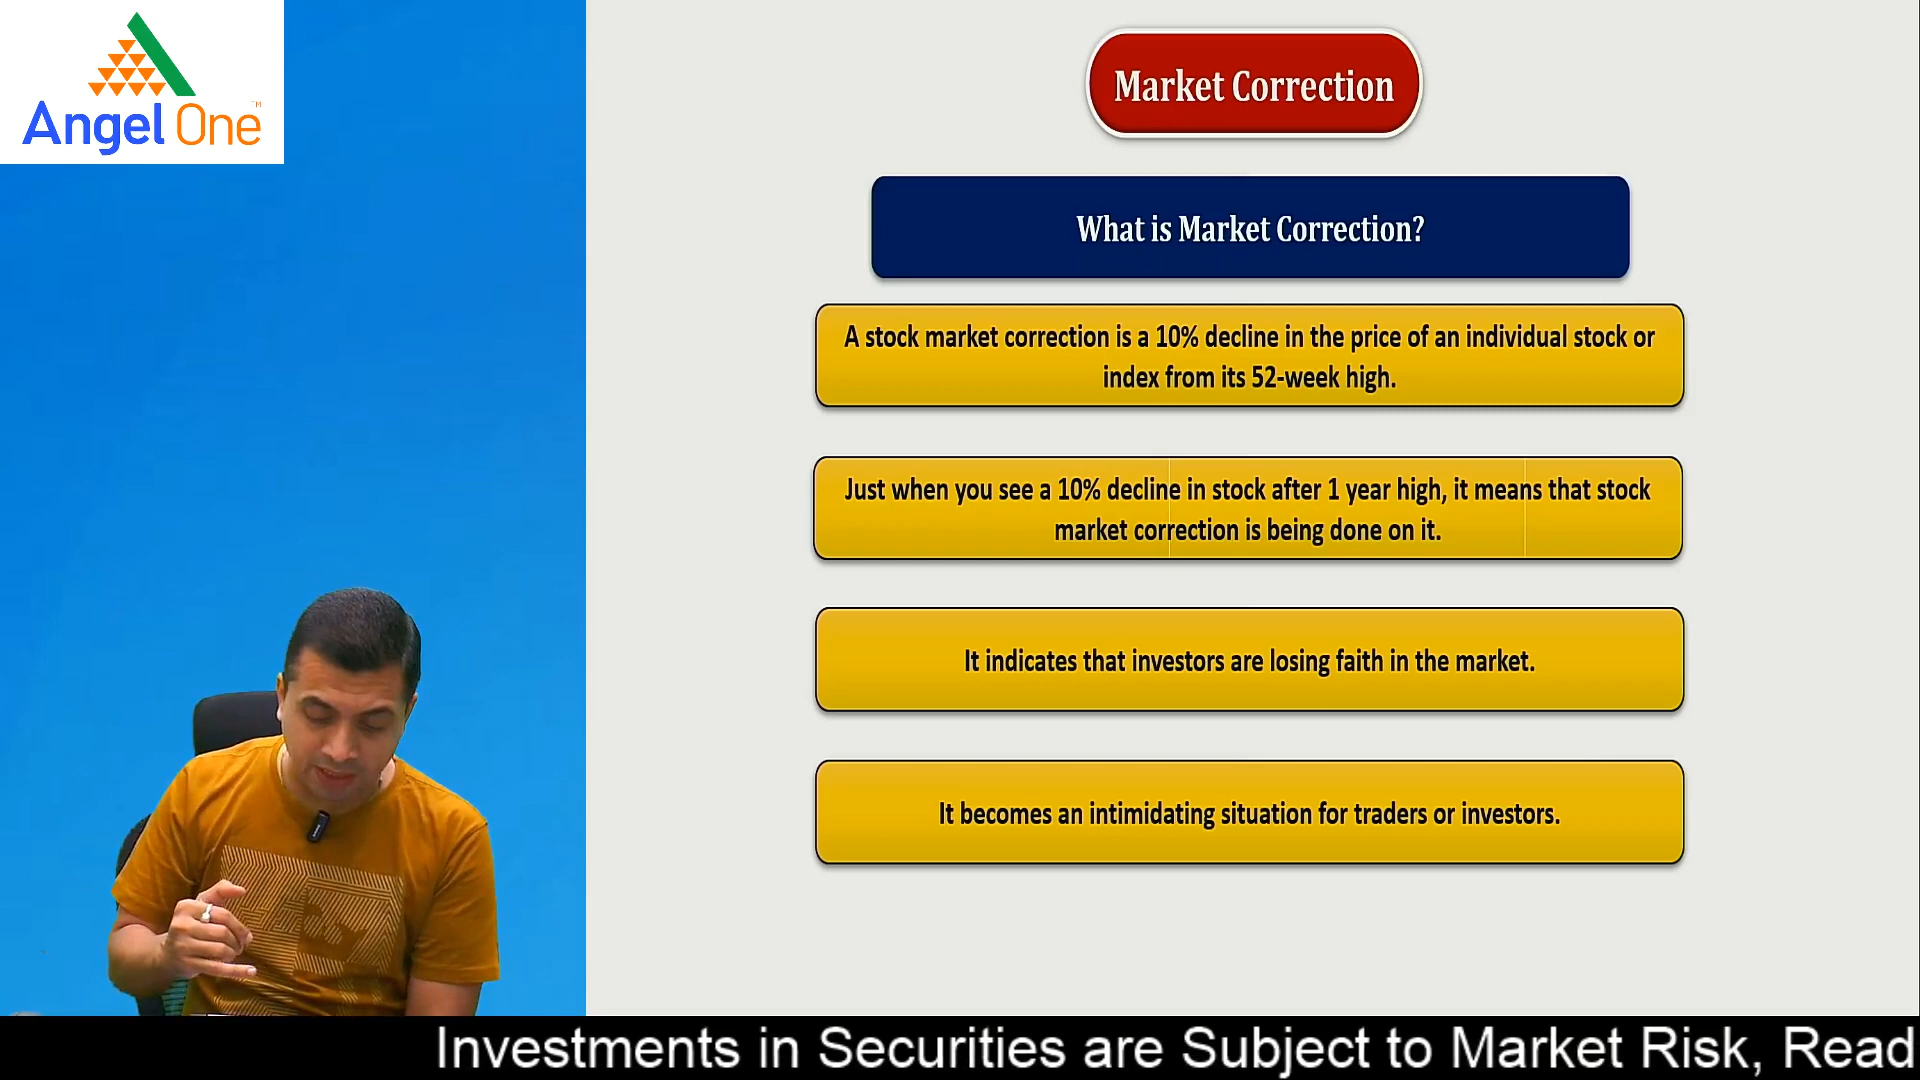 Angel One
TM
Market Correction
What is Market Correction?
A stock market correction is a 10% decline in the price of an individual stock or
index from its 52-week high.
Just when you see a 10% decline in stock after 1 year high, it means that stock
market correction is being done on it.
It indicates that investors are losing faith in the market.
It becomes an intimidating situation for traders or investors.
Investments in Securities are Subject to Market Risk, Read